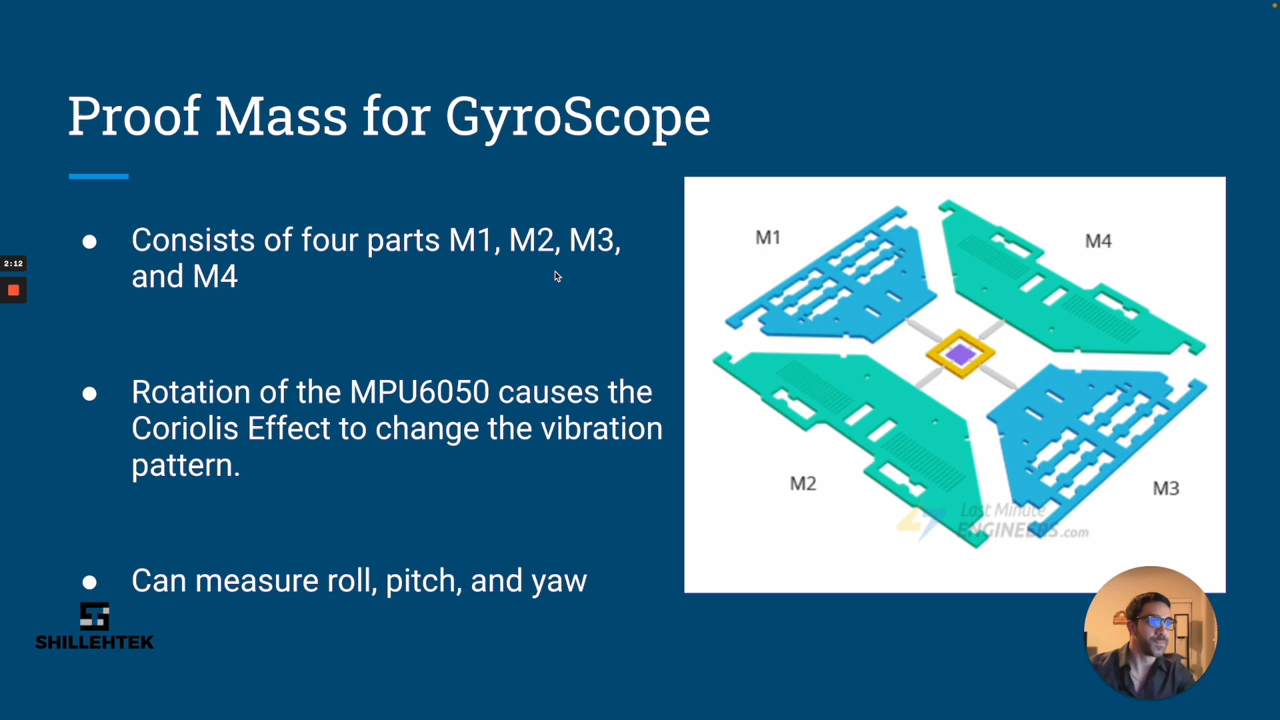 Proof Mass for GyroScope
2:12
● Consists of four parts M1, M2, M3,
and M4
● Rotation of the MPU6050 causes the
Coriolis Effect to change the vibration
pattern.
● Can measure roll, pitch, and yaw
M1
M4
M2
M3
Last Minute
ENGINEERS.com
SHILLEHTEK